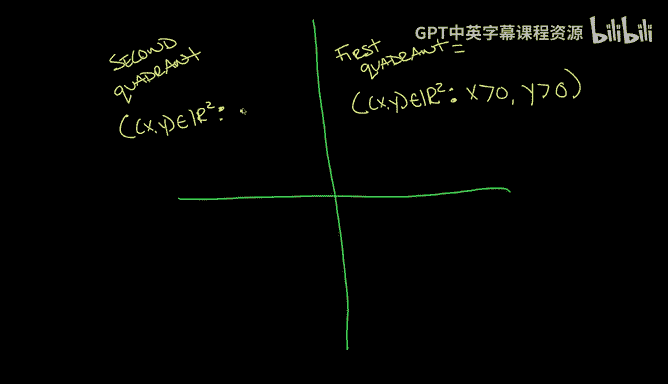 GPT中英字幕课程资源 bilibili
SECOND
QUADRANT
((x,y)∈ℝ²:
FIRST
QUADRANT =
((x,y)∈ℝ²: x>0, y>0)